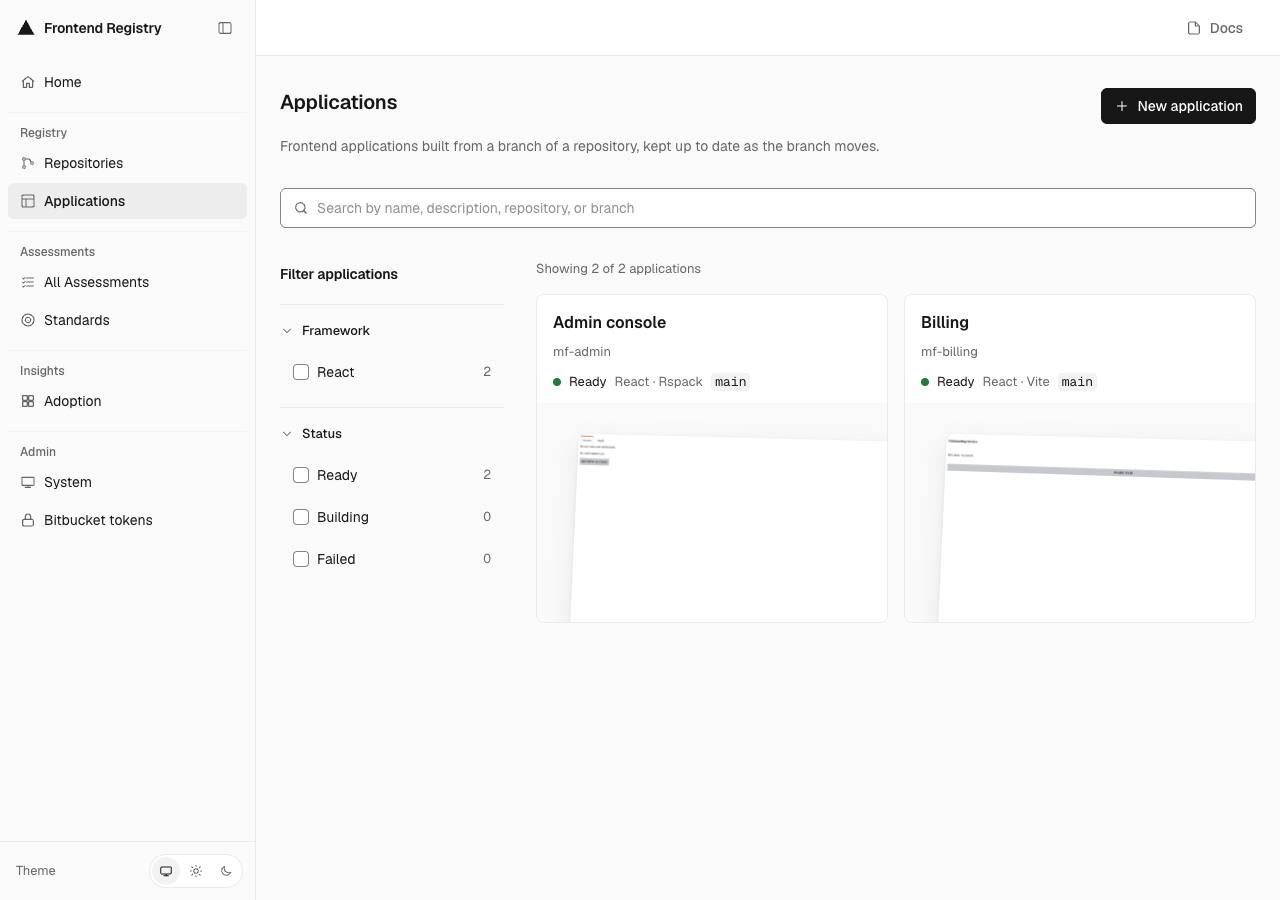 Frontend Registry
Docs
Home
Registry
Repositories
Applications
Assessments
All Assessments
Standards
Insights
Adoption
Admin
System
Bitbucket tokens
Theme
Applications
New application
Frontend applications built from a branch of a repository, kept up to date as the branch moves.
Search by name, description, repository, or branch
Filter applications
Framework
React 2
Status
Ready 2
Building 0
Failed 0
Showing 2 of 2 applications
Admin console
mf-admin
Ready React · Rspack main
Billing
mf-billing
Ready React · Vite main